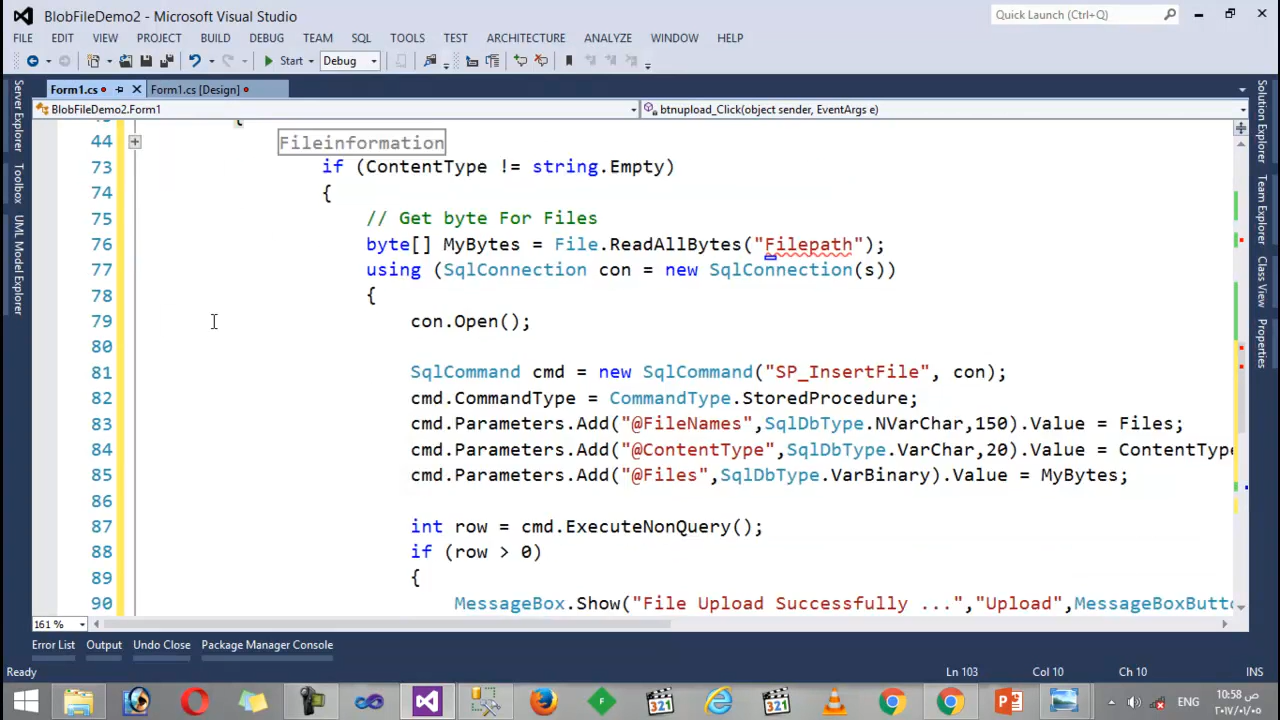 BlobFileDemo2 - Microsoft Visual Studio
Quick Launch (Ctrl+Q)
FILE EDIT VIEW PROJECT BUILD DEBUG TEAM SQL TOOLS TEST ARCHITECTURE ANALYZE WINDOW HELP
Start Debug
Form1.cs Form1.cs [Design]
BlobFileDemo2.Form1 btnupload_Click(object sender, EventArgs e)
Server Explorer
Toolbox
UML Model Explorer
Solution Explorer
Team Explorer
Class View
Properties
44 Fileinformation
73 if (ContentType != string.Empty)
74 {
75 // Get byte For Files
76 byte[] MyBytes = File.ReadAllBytes("Filepath");
77 using (SqlConnection con = new SqlConnection(s))
78 {
79 con.Open();
80
81 SqlCommand cmd = new SqlCommand("SP_InsertFile", con);
82 cmd.CommandType = CommandType.StoredProcedure;
83 cmd.Parameters.Add("@FileNames",SqlDbType.NVarChar,150).Value = Files;
84 cmd.Parameters.Add("@ContentType",SqlDbType.VarChar,20).Value = ContentType
85 cmd.Parameters.Add("@Files",SqlDbType.VarBinary).Value = MyBytes;
86
87 int row = cmd.ExecuteNonQuery();
88 if (row > 0)
89 {
90 MessageBox.Show("File Upload Successfully ...","Upload",MessageBoxButto
161 %
Error List Output Undo Close Package Manager Console
Ready Ln 103 Col 10 Ch 10 INS
321
321
ENG
10:58 ص